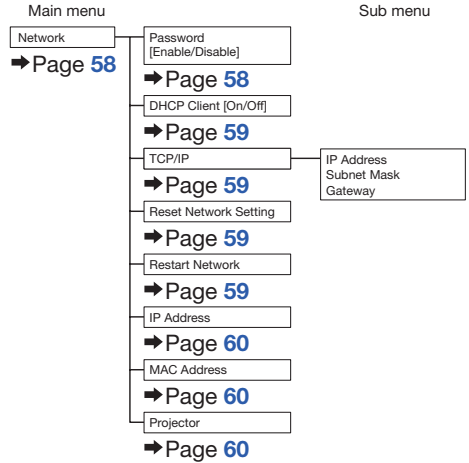 Main menu
Sub menu
Network
➡Page 58
Password
[Enable/Disable]
➡Page 58
DHCP Client [On/Off]
➡Page 59
TCP/IP
➡Page 59
IP Address
Subnet Mask
Gateway
Reset Network Setting
➡Page 59
Restart Network
➡Page 59
IP Address
➡Page 60
MAC Address
➡Page 60
Projector
➡Page 60